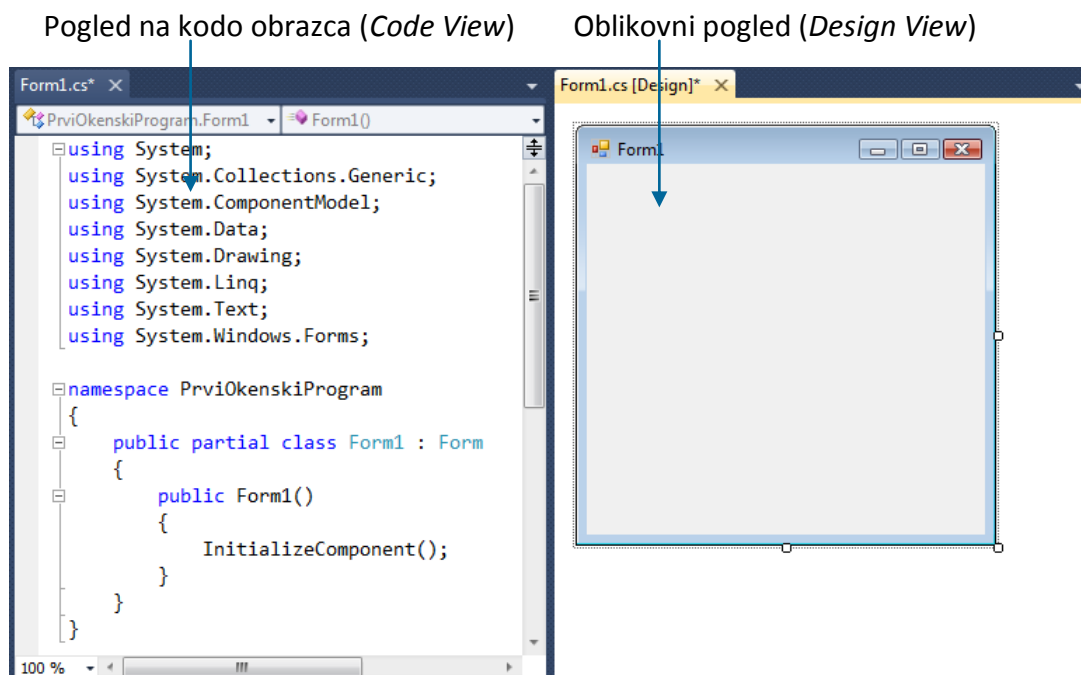 Pogled na kodo obrazca (Code View)
Oblikovni pogled (Design View)
Form1.cs*
PrviOkenskiProgram.Form1
Form1()
using System;
using System.Collections.Generic;
using System.ComponentModel;
using System.Data;
using System.Drawing;
using System.Linq;
using System.Text;
using System.Windows.Forms;
namespace PrviOkenskiProgram
{
public partial class Form1 : Form
{
public Form1()
{
InitializeComponent();
}
}
}
100 %
Form1.cs [Design]*
Form1